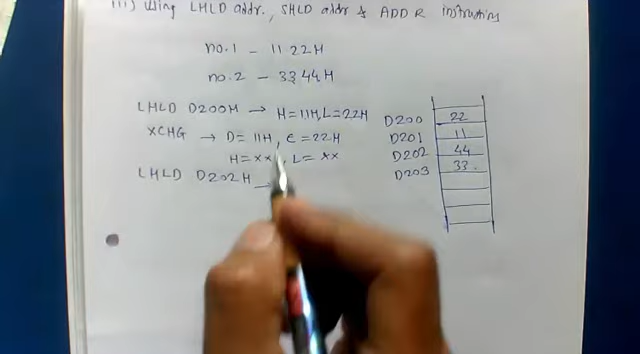 iii) Using LHLD addr., SHLD addr & ADD R instructions
no.1 - 1122H
no.2 - 3344H
LHLD D200H → H=11H, L=22H
XCHG → D=11H, E=22H
H=xx, L=xx
LHLD D202H →
D200 22
D201 11
D202 44
D203 33